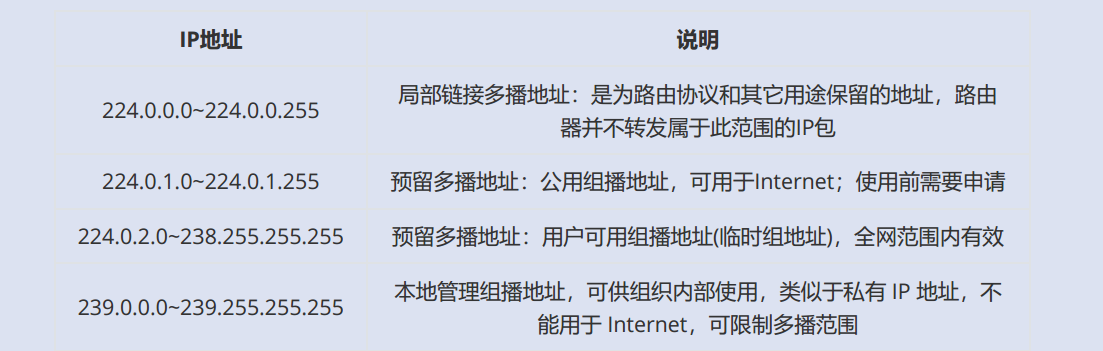 IP地址
说明
224.0.0.0~224.0.0.255
局部链接多播地址：是为路由协议和其它用途保留的地址，路由
器并不转发属于此范围的IP包
224.0.1.0~224.0.1.255
预留多播地址：公用组播地址，可用于Internet；使用前需要申请
224.0.2.0~238.255.255.255
预留多播地址：用户可用组播地址(临时组地址)，全网范围内有效
239.0.0.0~239.255.255.255
本地管理组播地址，可供组织内部使用，类似于私有 IP 地址，不
能用于 Internet，可限制多播范围